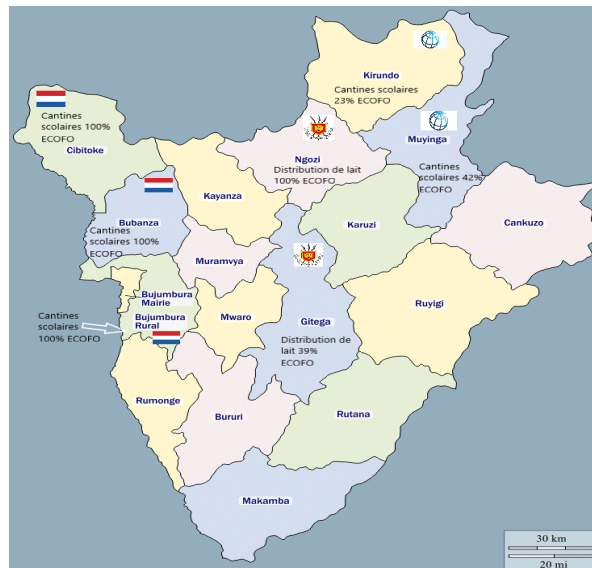 Kirundo
Cantines scolaires
23% ECOFO
Cantines
scolaires 100%
ECOFO
Cibitoke
Muyinga
Cantines
scolaires 42%
ECOFO
Ngozi
Distribution de lait
100% ECOFO
Kayanza
Bubanza
Cantines
scolaires 100%
ECOFO
Karuzi
Cankuzo
Muramvya
Bujumbura
Mairie
Bujumbura
Rural
Cantines
scolaires
100% ECOFO
Mwaro
Gitega
Distribution de
lait 39%
ECOFO
Ruyigi
Rumonge
Bururi
Rutana
Makamba
30 km
20 mi